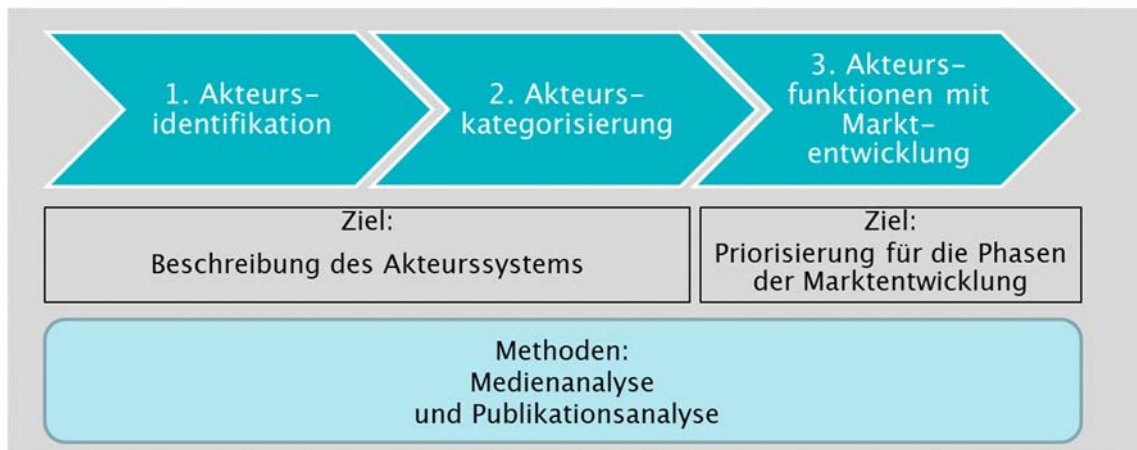 1. Akteurs-
identifikation
2. Akteurs-
kategorisierung
3. Akteurs-
funktionen mit
Markt-
entwicklung
Ziel:
Beschreibung des Akteurssystems
Ziel:
Priorisierung für die Phasen
der Marktentwicklung
Methoden:
Medienanalyse
und Publikationsanalyse